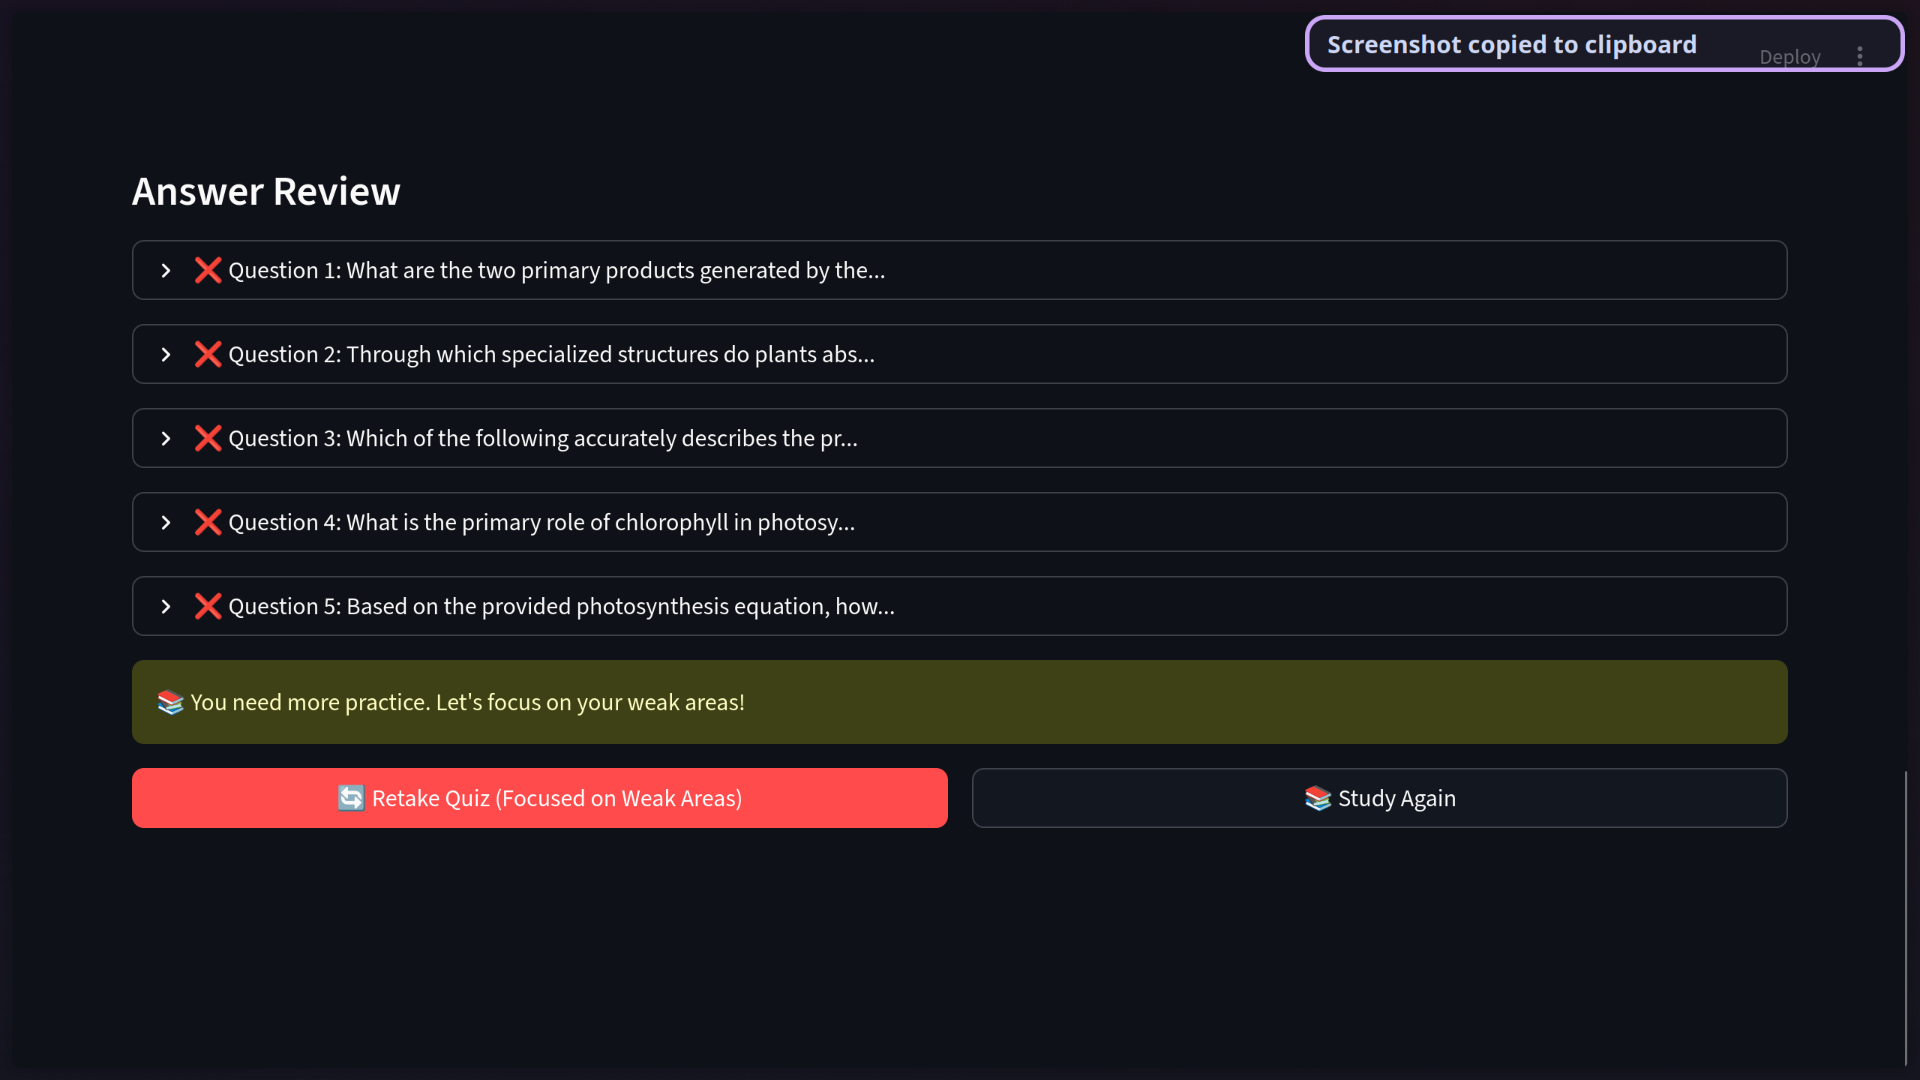 Screenshot copied to clipboard
Deploy
Answer Review
❌ Question 1: What are the two primary products generated by the...
❌ Question 2: Through which specialized structures do plants abs...
❌ Question 3: Which of the following accurately describes the pr...
❌ Question 4: What is the primary role of chlorophyll in photosy...
❌ Question 5: Based on the provided photosynthesis equation, how...
📚 You need more practice. Let's focus on your weak areas!
🔄 Retake Quiz (Focused on Weak Areas)
📚 Study Again